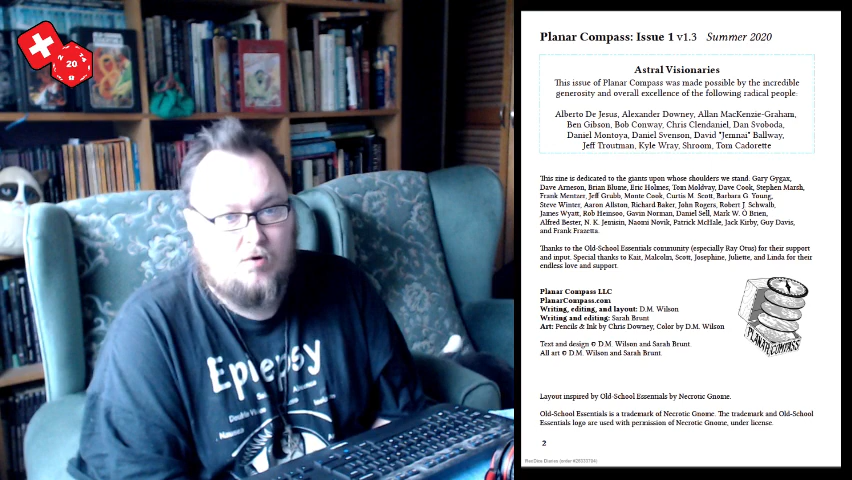 20
Epilepsy
Planar Compass: Issue 1 v1.3 Summer 2020
Astral Visionaries
This issue of Planar Compass was made possible by the incredible
generosity and overall excellence of the following radical people:
Alberto De Jesus, Alexander Downey, Allan MacKenzie-Graham,
Ben Gibson, Bob Conway, Chris Clendaniel, Dan Svoboda,
Daniel Montoya, Daniel Svenson, David "Jemnai" Ballway,
Jeff Troutman, Kyle Wray, Shroom, Tom Cadorette
This zine is dedicated to the giants upon whose shoulders we stand: Gary Gygax,
Dave Arneson, Brian Blume, Eric Holmes, Tom Moldvay, Dave Cook, Stephen Marsh,
Frank Mentzer, Jeff Grubb, Monte Cook, Curtis M. Scott, Barbara G. Young,
Steve Winter, Aaron Allston, Richard Baker, John Rogers, Robert J. Schwalb,
James Wyatt, Rob Heinsoo, Gavin Norman, Daniel Sell, Mark W. O'Brien,
Alfred Bester, N. K. Jemisin, Naomi Novik, Patrick McHale, Jack Kirby, Guy Davis,
and Frank Frazetta.
Thanks to the Old-School Essentials community (especially Ray Otus) for their support
and input. Special thanks to Kait, Malcolm, Scott, Josephine, Juliette, and Linda for their
endless love and support.
Planar Compass LLC
PlanarCompass.com
Writing, editing, and layout: D.M. Wilson
Writing and editing: Sarah Brunt
Art: Pencils & Ink by Chris Downey, Color by D.M. Wilson
PLANAR COMPASS
Text and design © D.M. Wilson and Sarah Brunt.
All art © D.M. Wilson and Sarah Brunt.
Layout inspired by Old-School Essentials by Necrotic Gnome.
Old-School Essentials is a trademark of Necrotic Gnome. The trademark and Old-School
Essentials logo are used with permission of Necrotic Gnome, under license.
2